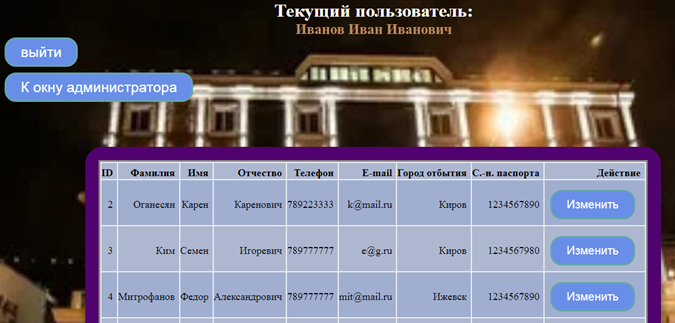 Текущий пользователь:
Иванов Иван Иванович
выйти
К окну администратора
ID Фамилия Имя Отчество Телефон E-mail Город отбытия С.-н. паспорта Действие
2 Оганесян Карен Каренович 789223333 k@mail.ru Киров 1234567890 Изменить
3 Ким Семен Игоревич 789777777 e@g.ru Киров 1234567980 Изменить
4 Митрофанов Федор Александрович 789777777 mit@mail.ru Ижевск 1234567890 Изменить